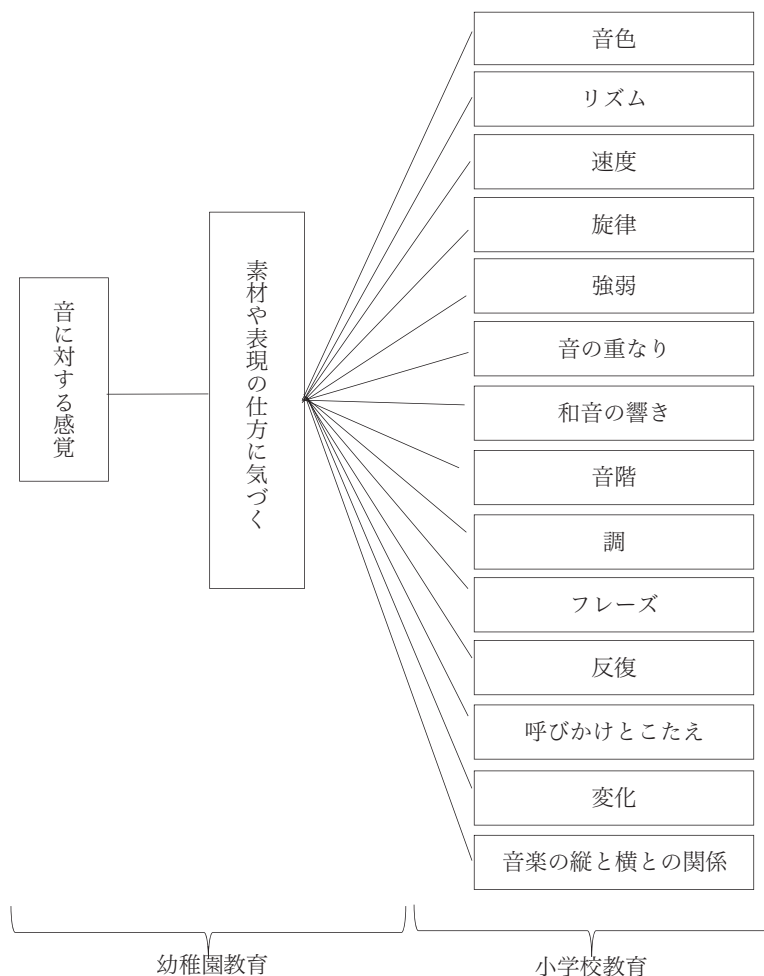 音に対する感覚
素材や表現の仕方に気づく
音色
リズム
速度
旋律
強弱
音の重なり
和音の響き
音階
調
フレーズ
反復
呼びかけとこたえ
変化
音楽の縦と横との関係
幼稚園教育
小学校教育